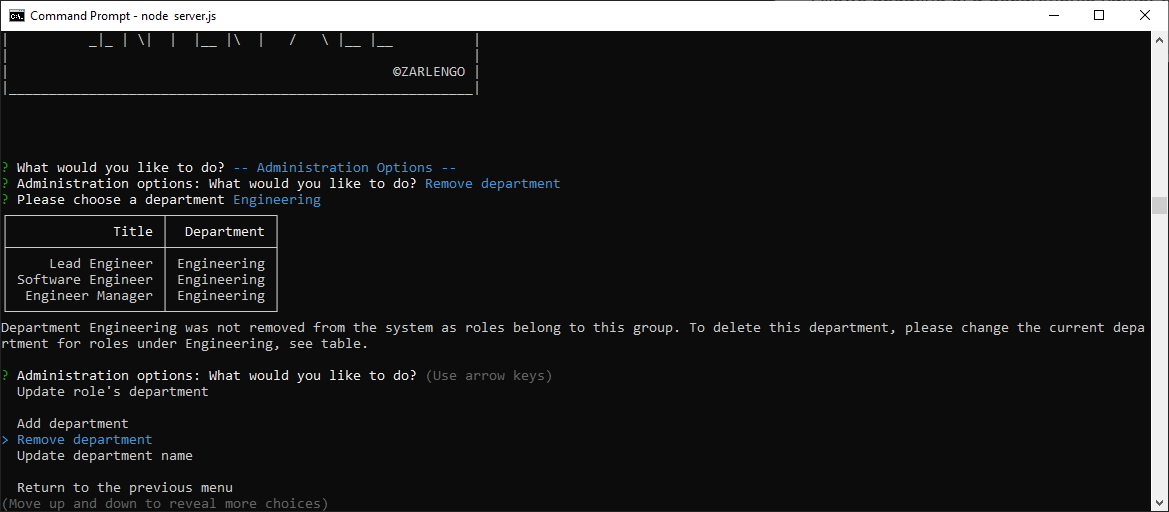 Command Prompt - node  server.js
©ZARLENGO
? What would you like to do? -- Administration Options --
? Administration options: What would you like to do? Remove department
? Please choose a department Engineering
Title Department
Lead Engineer Engineering
Software Engineer Engineering
Engineer Manager Engineering
Department Engineering was not removed from the system as roles belong to this group. To delete this department, please change the current depa
rtment for roles under Engineering, see table.
? Administration options: What would you like to do? (Use arrow keys)
Update role's department
Add department
> Remove department
Update department name
Return to the previous menu
(Move up and down to reveal more choices)